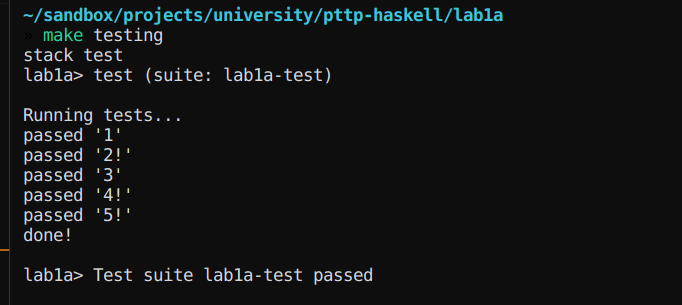 ~/sandbox/projects/university/pttp-haskell/lab1a
» make testing
stack test
lab1a> test (suite: lab1a-test)
Running tests...
passed '1'
passed '2!'
passed '3'
passed '4!'
passed '5!'
done!
lab1a> Test suite lab1a-test passed